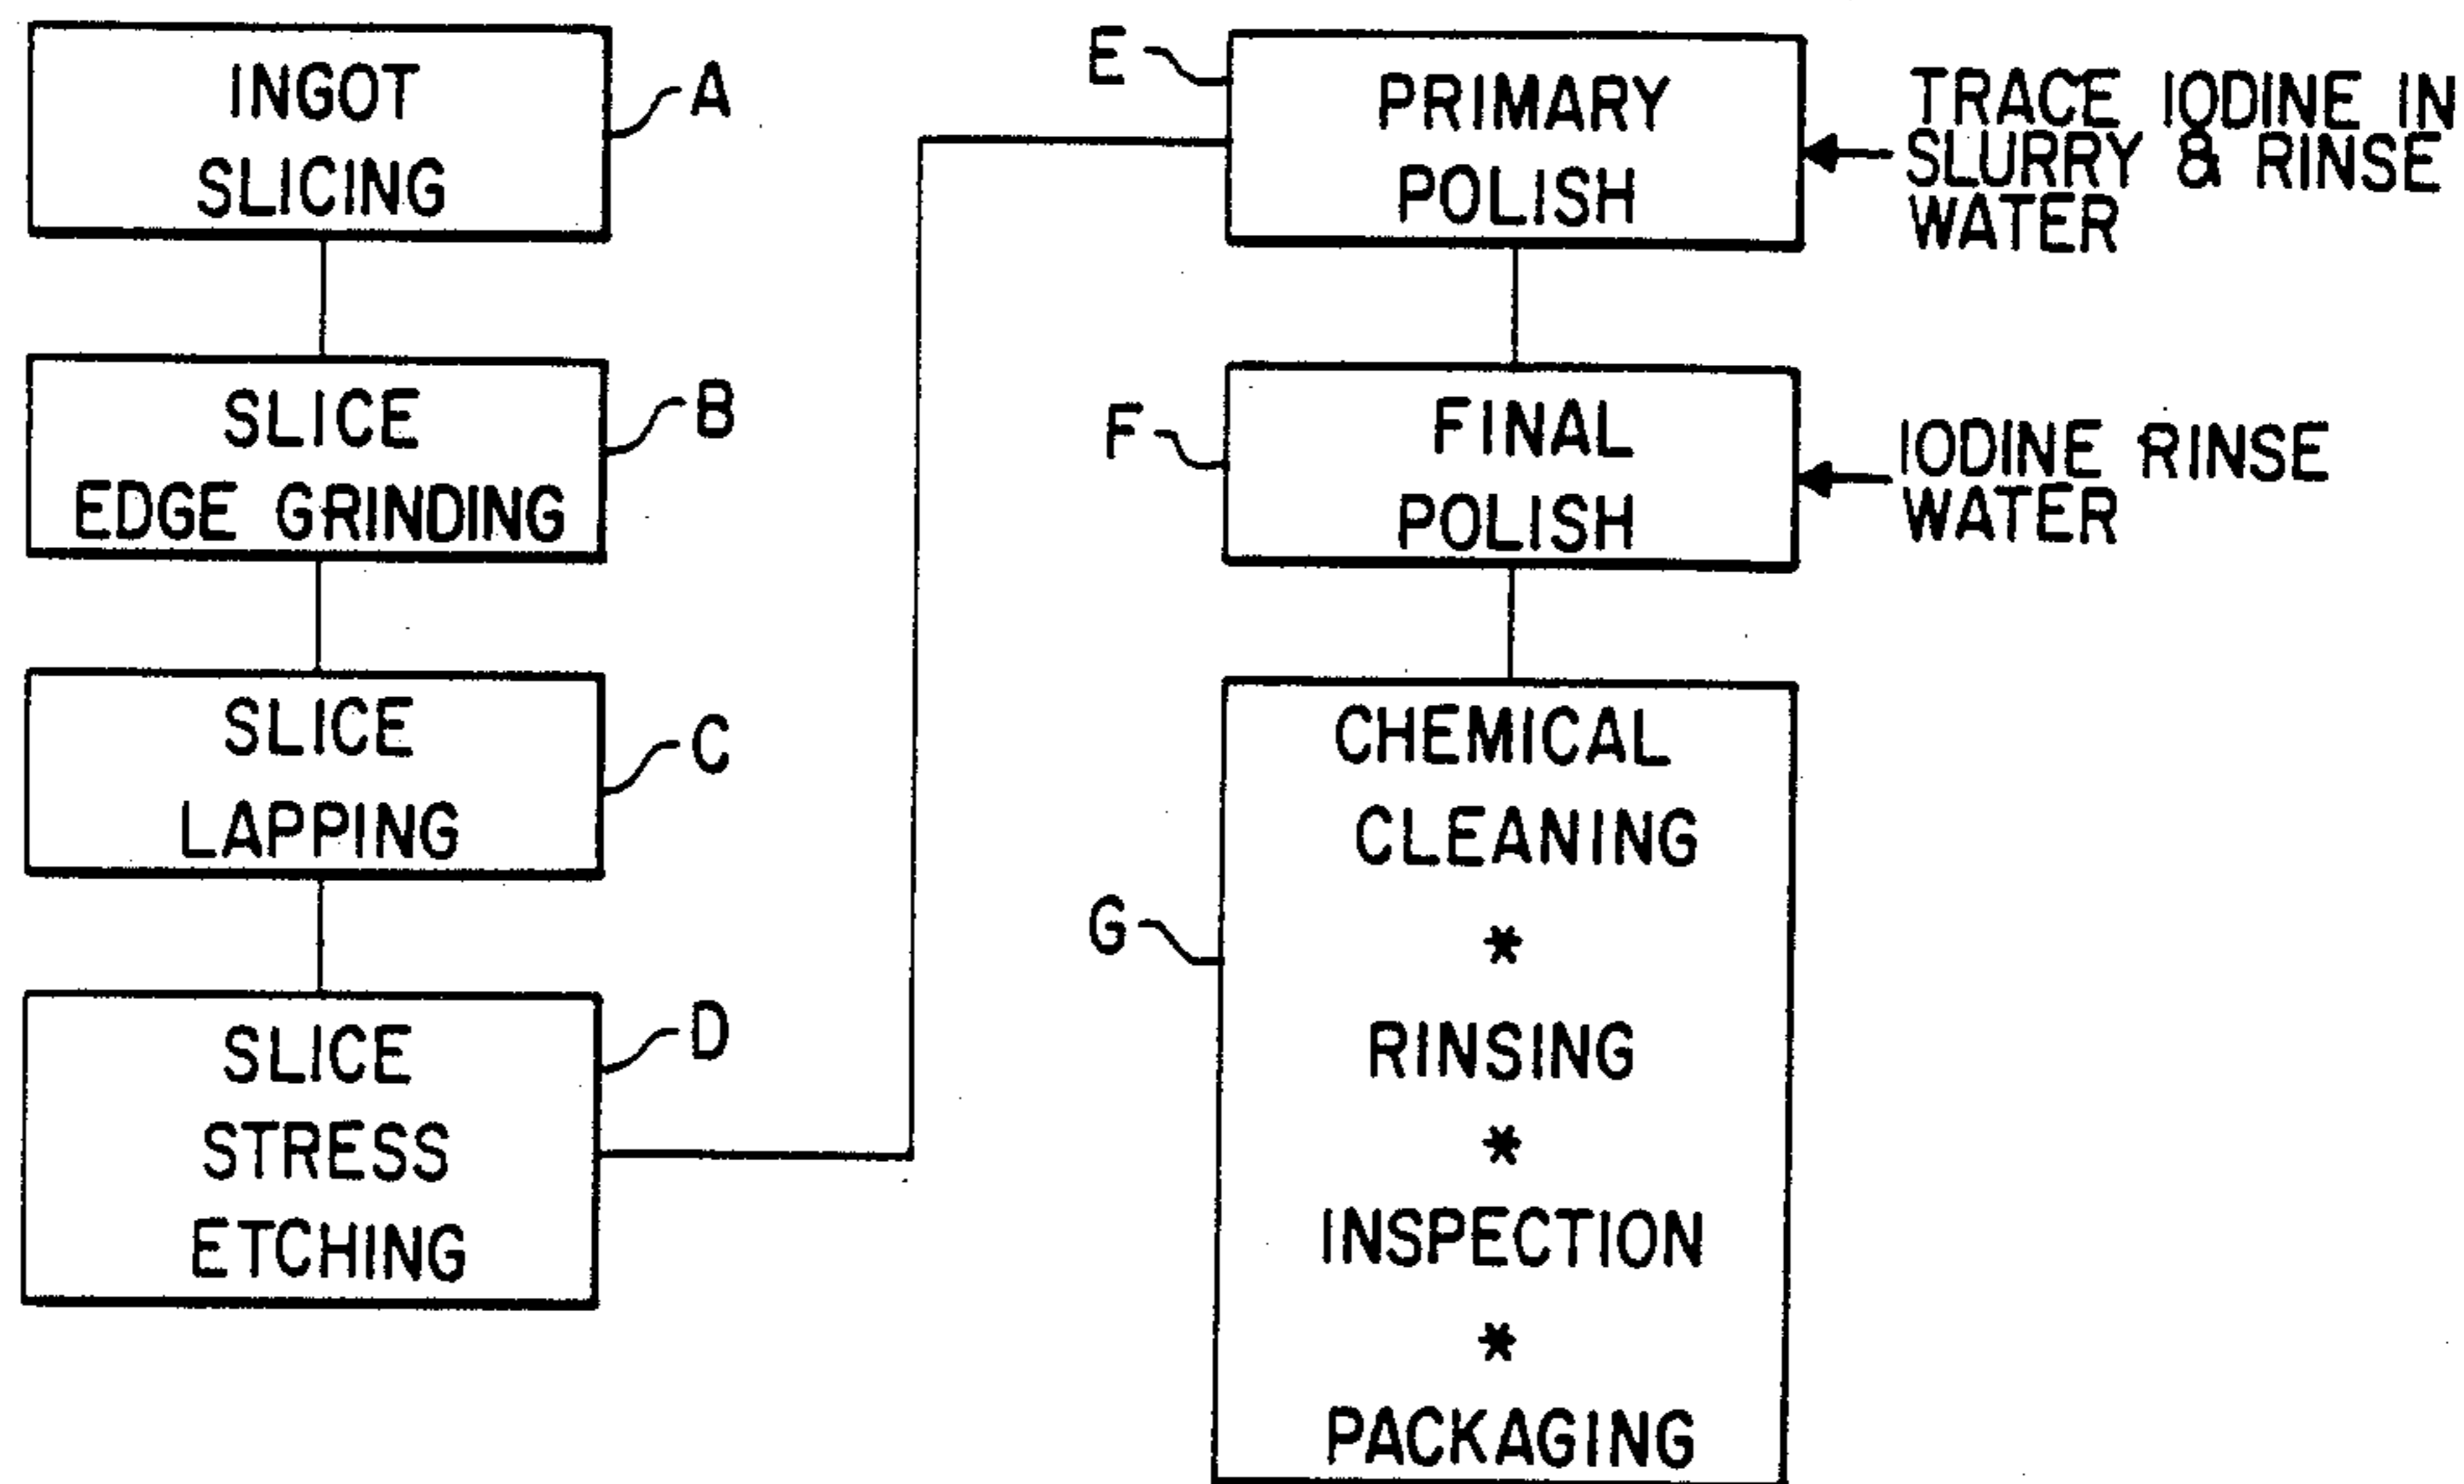 INGOT
SLICING
A
SLICE
EDGE GRINDING
B
SLICE
LAPPING
C
SLICE
STRESS
ETCHING
D
E
PRIMARY
POLISH
TRACE IODINE IN
SLURRY & RINSE
WATER
F
FINAL
POLISH
IODINE RINSE
WATER
G
CHEMICAL
CLEANING
*
RINSING
*
INSPECTION
*
PACKAGING